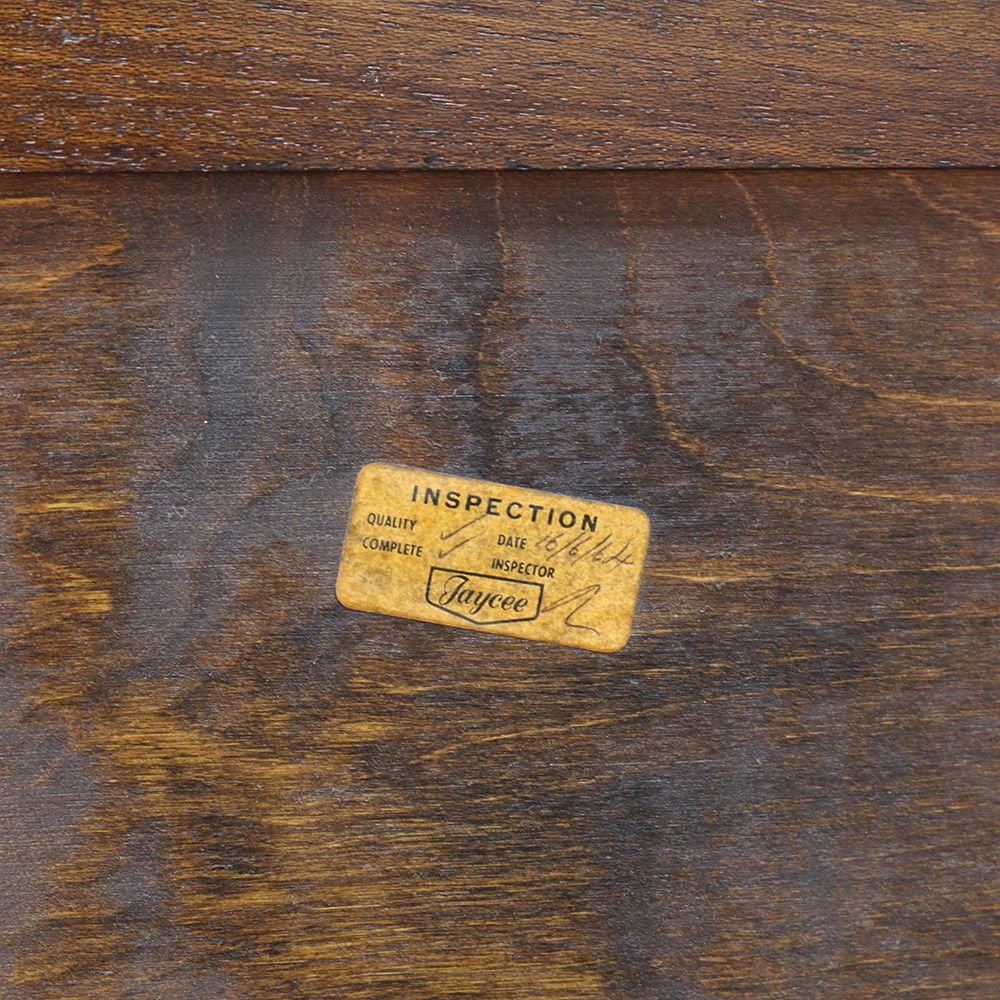 INSPECTION
QUALITY ✓
COMPLETE ✓
DATE 16/6/64
INSPECTOR
Jaycee